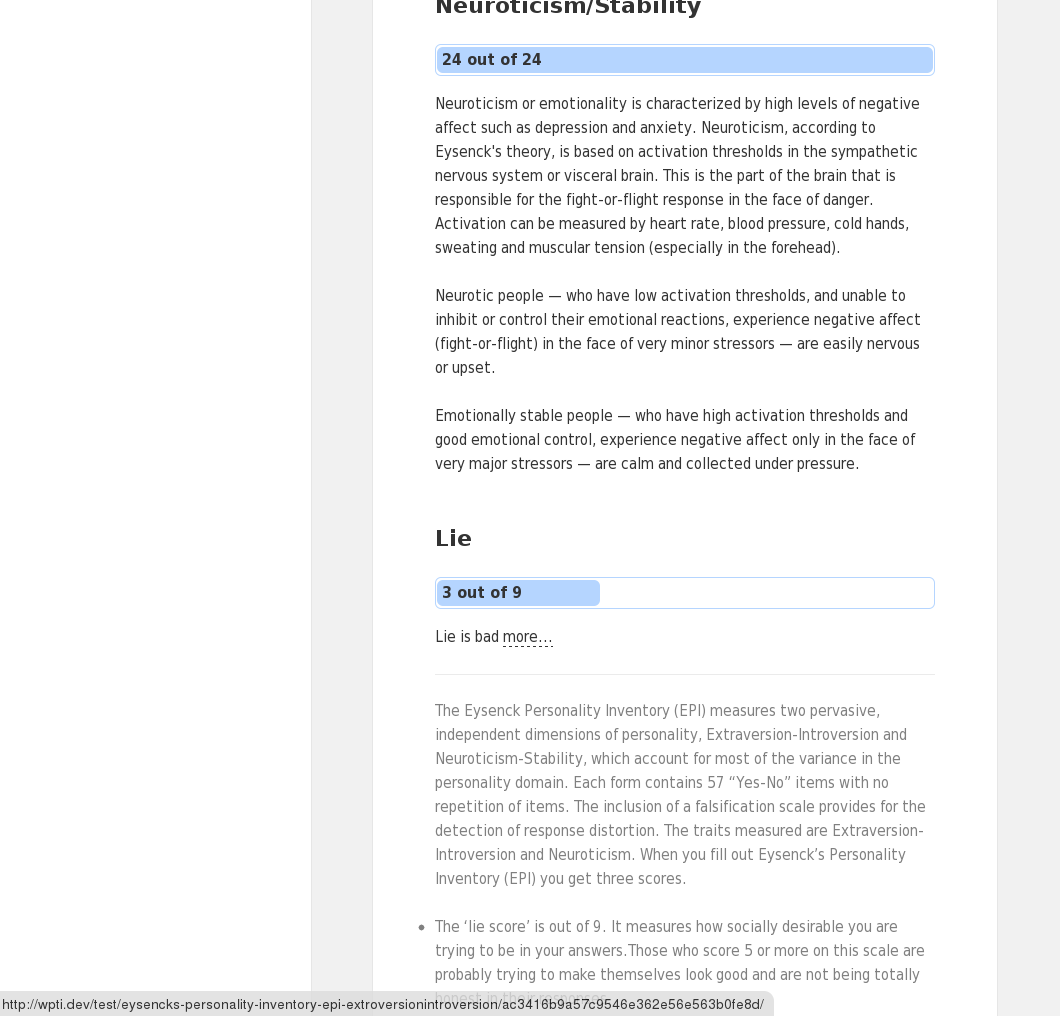 Neuroticism/Stability
24 out of 24
Neuroticism or emotionality is characterized by high levels of negative
affect such as depression and anxiety. Neuroticism, according to
Eysenck's theory, is based on activation thresholds in the sympathetic
nervous system or visceral brain. This is the part of the brain that is
responsible for the fight-or-flight response in the face of danger.
Activation can be measured by heart rate, blood pressure, cold hands,
sweating and muscular tension (especially in the forehead).
Neurotic people — who have low activation thresholds, and unable to
inhibit or control their emotional reactions, experience negative affect
(fight-or-flight) in the face of very minor stressors — are easily nervous
or upset.
Emotionally stable people — who have high activation thresholds and
good emotional control, experience negative affect only in the face of
very major stressors — are calm and collected under pressure.
Lie
3 out of 9
Lie is bad more...
The Eysenck Personality Inventory (EPI) measures two pervasive,
independent dimensions of personality, Extraversion-Introversion and
Neuroticism-Stability, which account for most of the variance in the
personality domain. Each form contains 57 “Yes-No” items with no
repetition of items. The inclusion of a falsification scale provides for the
detection of response distortion. The traits measured are Extraversion-
Introversion and Neuroticism. When you fill out Eysenck’s Personality
Inventory (EPI) you get three scores.
• The ‘lie score’ is out of 9. It measures how socially desirable you are
trying to be in your answers.Those who score 5 or more on this scale are
probably trying to make themselves look good and are not being totally
honest in their responses.
http://wpti.dev/test/eysencks-personality-inventory-epi-extroversionintroversion/ac3416b9a57c9546e362e56e563b0fe8d/